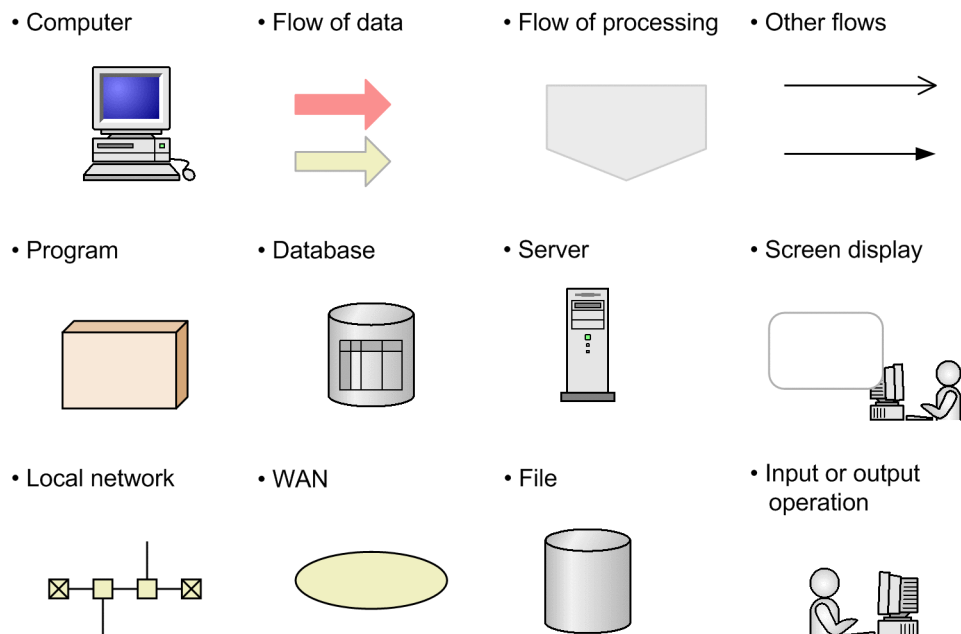 • Computer
• Flow of data
• Flow of processing
• Other flows
• Program
• Database
• Server
• Screen display
• Local network
• WAN
• File
• Input or output
operation